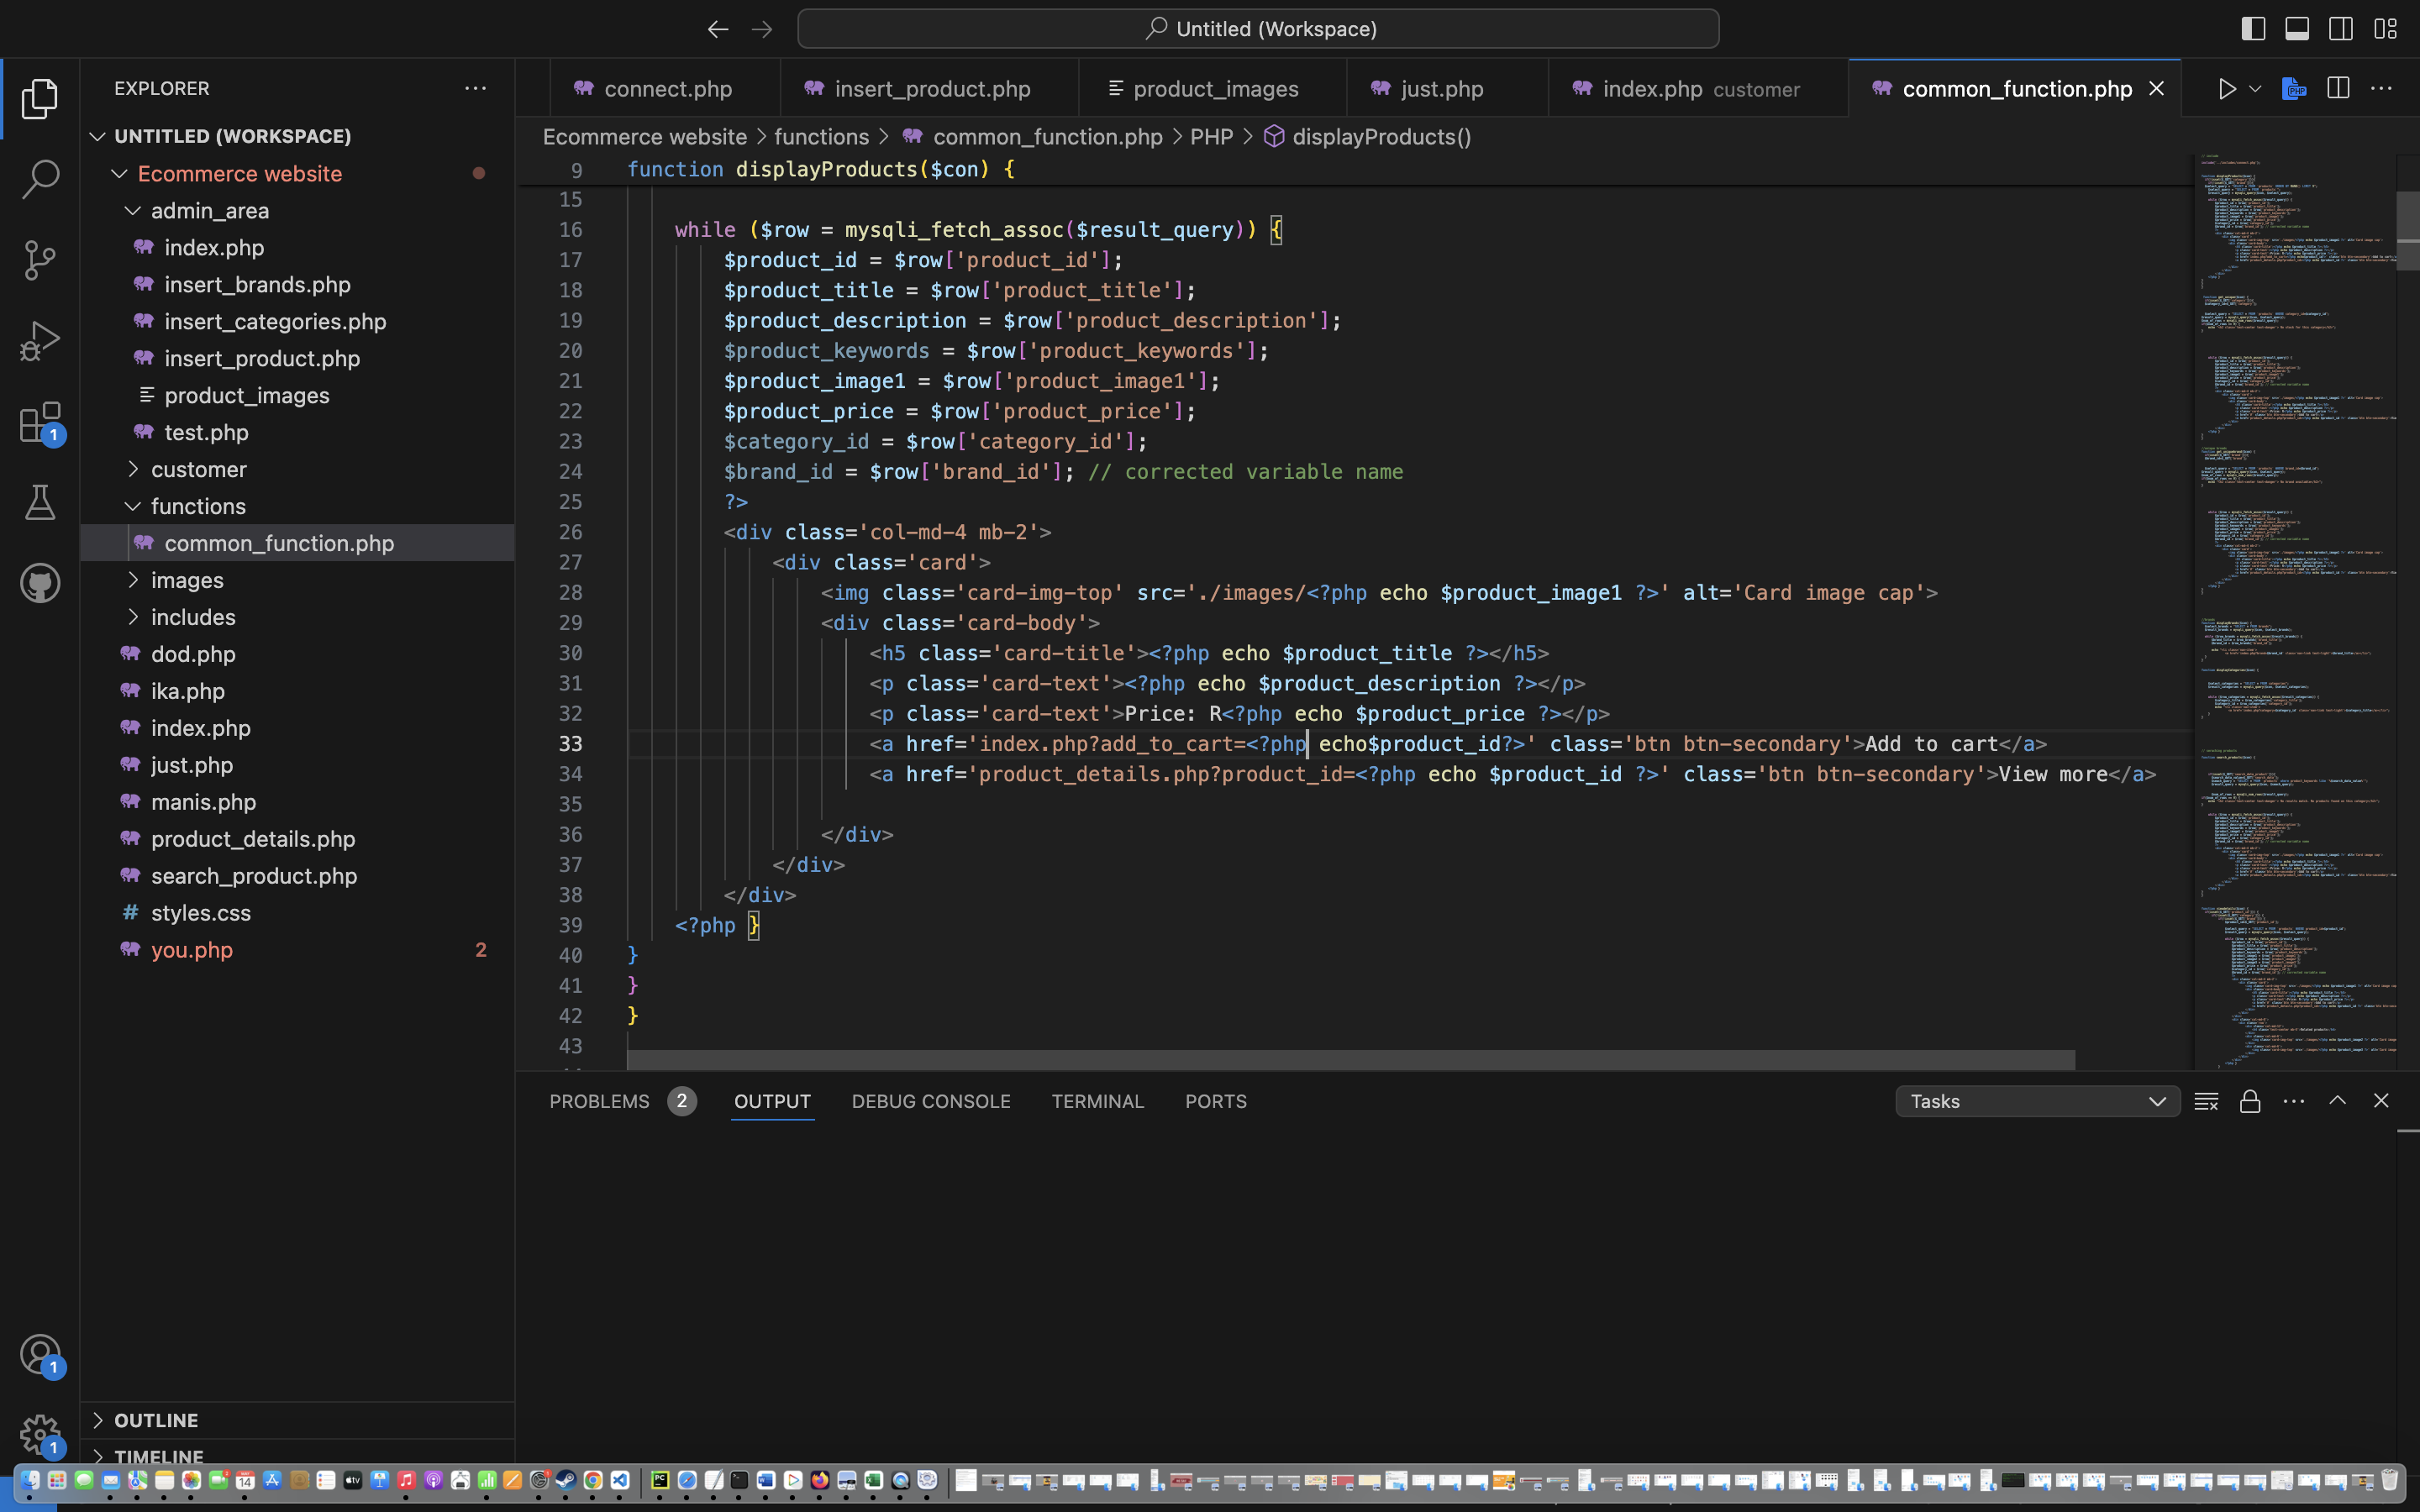 Untitled (Workspace)
EXPLORER
UNTITLED (WORKSPACE)
Ecommerce website
admin_area
index.php
insert_brands.php
insert_categories.php
insert_product.php
product_images
test.php
customer
functions
common_function.php
images
includes
dod.php
ika.php
index.php
just.php
manis.php
product_details.php
search_product.php
styles.css
you.php 2
OUTLINE
TIMELINE
1
1
1
connect.php insert_product.php product_images just.php index.php customer common_function.php
Ecommerce website > functions > common_function.php > PHP > displayProducts()
9 function displayProducts($con) {
15
16 while ($row = mysqli_fetch_assoc($result_query)) {
17 $product_id = $row['product_id'];
18 $product_title = $row['product_title'];
19 $product_description = $row['product_description'];
20 $product_keywords = $row['product_keywords'];
21 $product_image1 = $row['product_image1'];
22 $product_price = $row['product_price'];
23 $category_id = $row['category_id'];
24 $brand_id = $row['brand_id']; // corrected variable name
25 ?>
26 <div class='col-md-4 mb-2'>
27 <div class='card'>
28 <img class='card-img-top' src='./images/<?php echo $product_image1 ?>' alt='Card image cap'>
29 <div class='card-body'>
30 <h5 class='card-title'><?php echo $product_title ?></h5>
31 <p class='card-text'><?php echo $product_description ?></p>
32 <p class='card-text'>Price: R<?php echo $product_price ?></p>
33 <a href='index.php?add_to_cart=<?php echo$product_id?>' class='btn btn-secondary'>Add to cart</a>
34 <a href='product_details.php?product_id=<?php echo $product_id ?>' class='btn btn-secondary'>View more</a>
35
36 </div>
37 </div>
38 </div>
39 <?php }
40 }
41 }
42 }
43
PROBLEMS 2 OUTPUT DEBUG CONSOLE TERMINAL PORTS Tasks